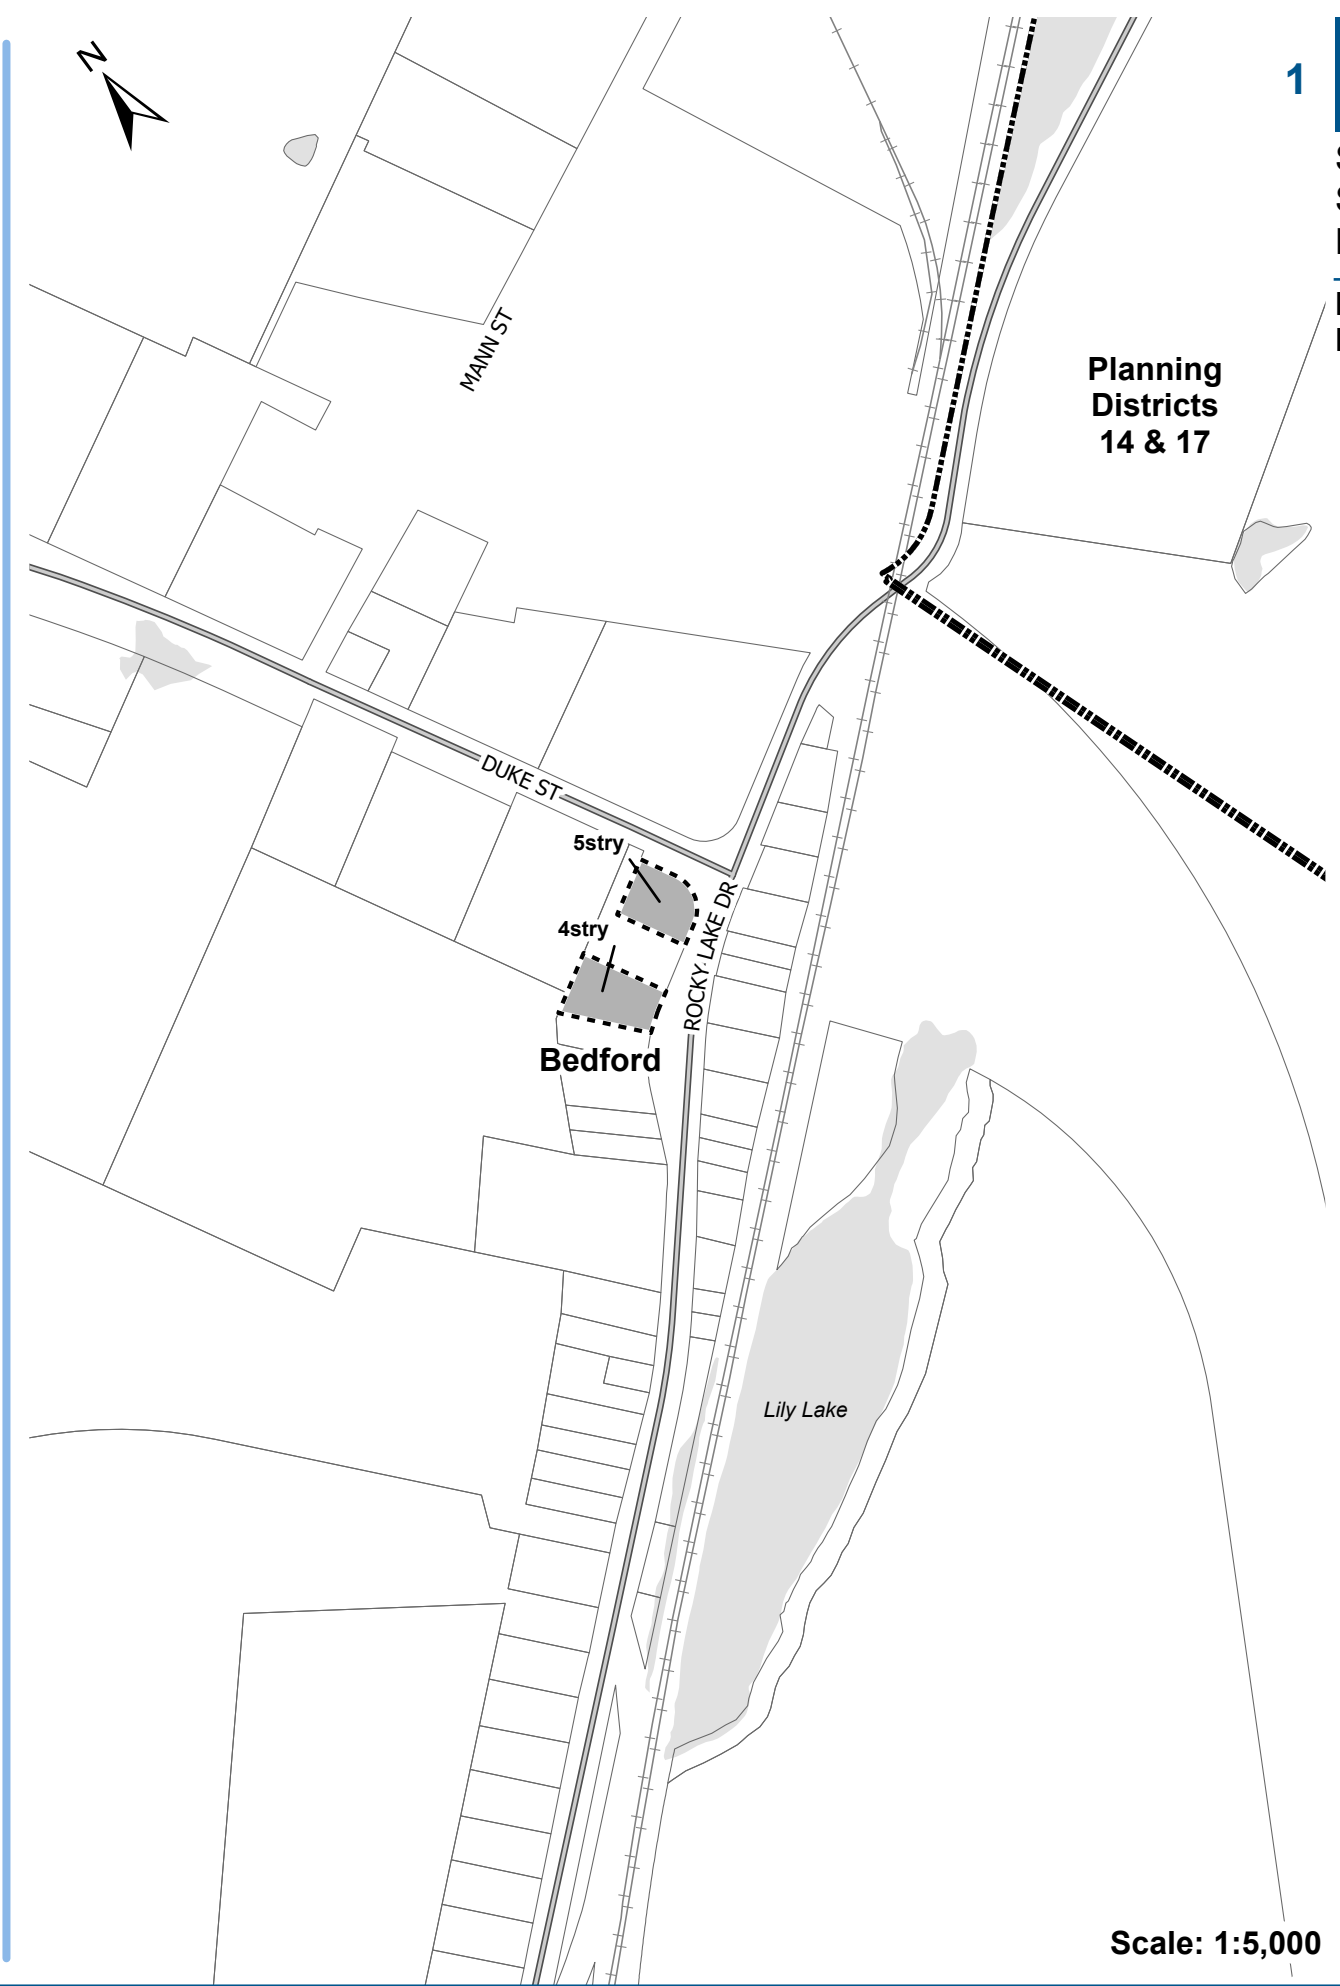 N
1
MANN ST
Planning
Districts
14 & 17
DUKE ST
5stry
4stry
ROCKY LAKE DR
Bedford
Lily Lake
Scale: 1:5,000